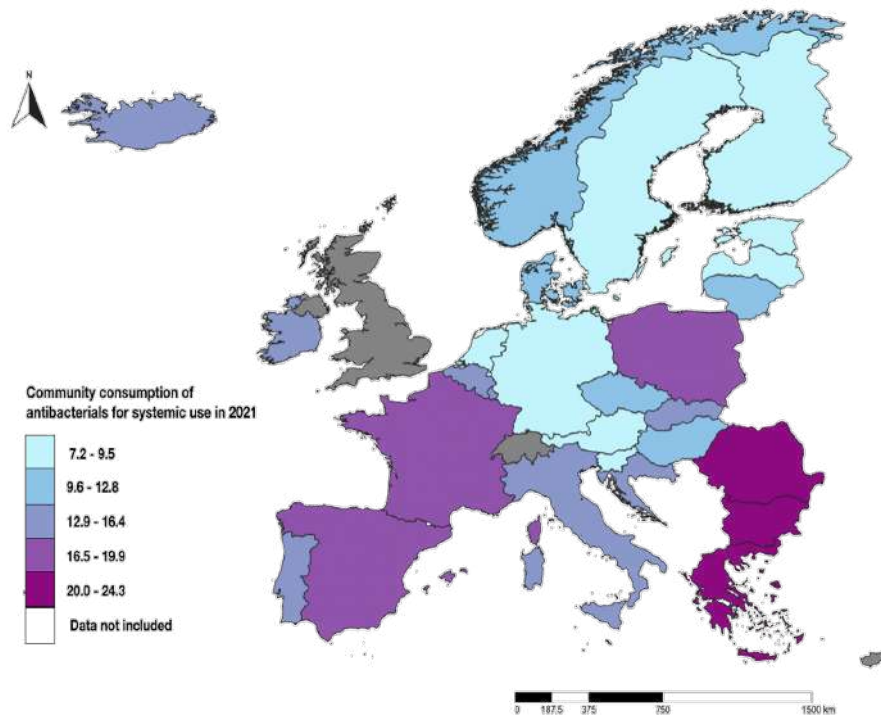 N
Community consumption of
antibacterials for systemic use in 2021
7.2 - 9.5
9.6 - 12.8
12.9 - 16.4
16.5 - 19.9
20.0 - 24.3
Data not included
0 187.5 375 750 1500 km